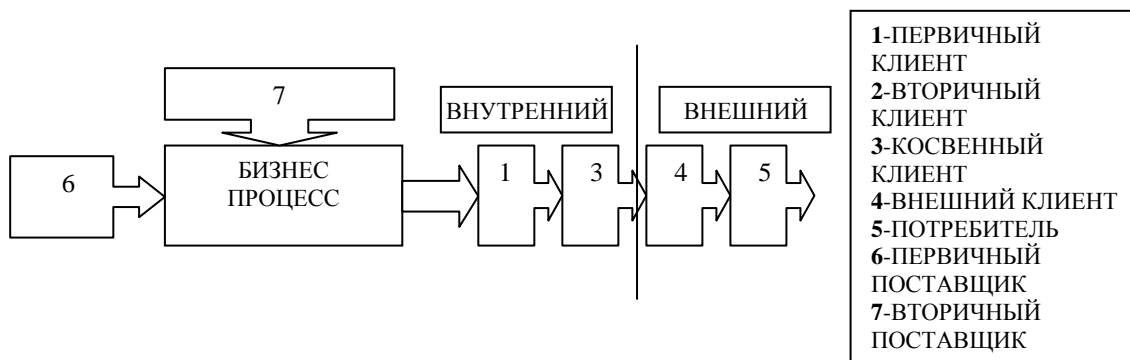 7
ВНУТРЕННИЙ
ВНЕШНИЙ
6
БИЗНЕС
ПРОЦЕСС
1
3
4
5
1-ПЕРВИЧНЫЙ
КЛИЕНТ
2-ВТОРИЧНЫЙ
КЛИЕНТ
3-КОСВЕННЫЙ
КЛИЕНТ
4-ВНЕШНИЙ КЛИЕНТ
5-ПОТРЕБИТЕЛЬ
6-ПЕРВИЧНЫЙ
ПОСТАВЩИК
7-ВТОРИЧНЫЙ
ПОСТАВЩИК